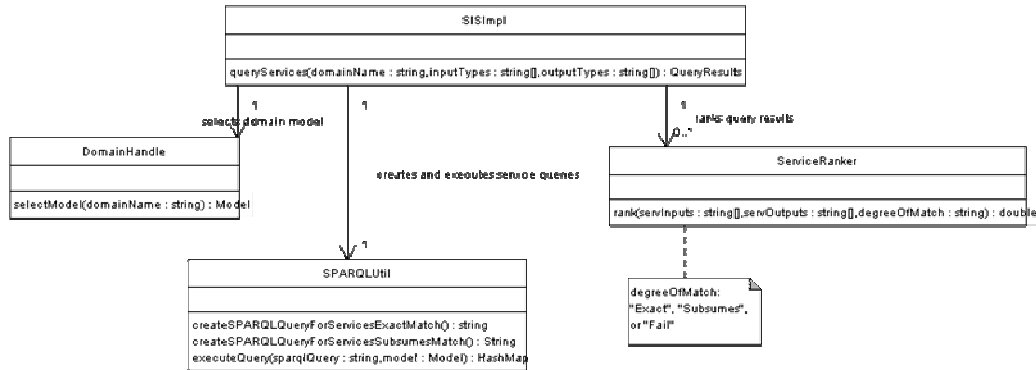 SISImpl
queryServices(domainName : string,inputTypes : string[],outputTypes : string[]) : QueryResults
1
1
1
selects domain model
ranks query results
0..*
DomainHandle
selectModel(domainName : string) : Model
creates and executes service queries
ServiceRanker
rank(servInputs : string[],servOutputs : string[],degreeOfMatch : string) : double
1
SPARQLUtil
createSPARQLQueryForServicesExactMatch() : string
createSPARQLQueryForServicesSubsumesMatch() : String
executeQuery(sparqlQuery : string,model : Model) : HashMap
degreeOfMatch:
"Exact", "Subsumes",
or "Fail"